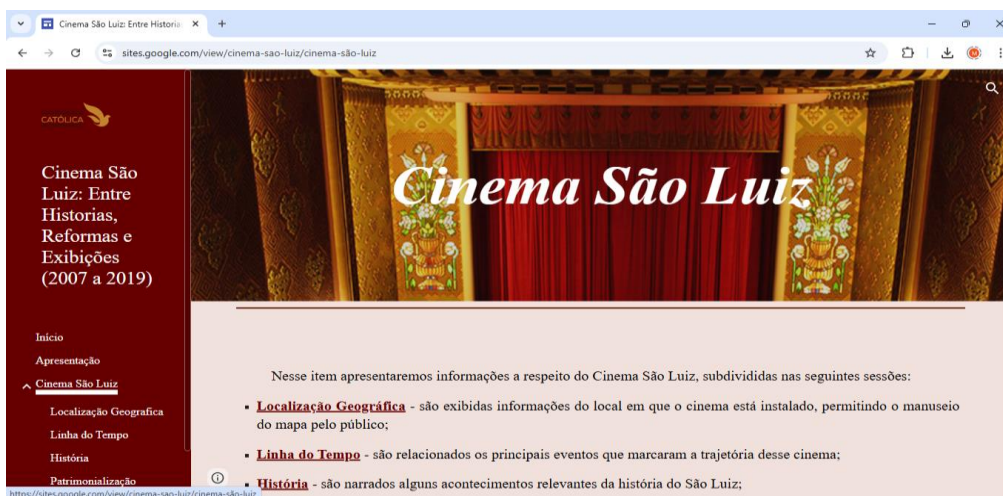 Cinema São Luiz: Entre Historia
sites.google.com/view/cinema-sao-luiz/cinema-são-luiz
CATÓLICA
Cinema São
Luiz: Entre
Historias,
Reformas e
Exibições
(2007 a 2019)
Início
Apresentação
Cinema São Luiz
Localização Geografica
Linha do Tempo
História
Patrimonialização
https://sites.google.com/view/cinema-sao-luiz/cinema-são-luiz
Cinema São Luiz
Nesse item apresentaremos informações a respeito do Cinema São Luiz, subdivididas nas seguintes sessões:
▪ Localização Geográfica - são exibidas informações do local em que o cinema está instalado, permitindo o manuseio
do mapa pelo público;
▪ Linha do Tempo - são relacionados os principais eventos que marcaram a trajetória desse cinema;
▪ História - são narrados alguns acontecimentos relevantes da história do São Luiz;